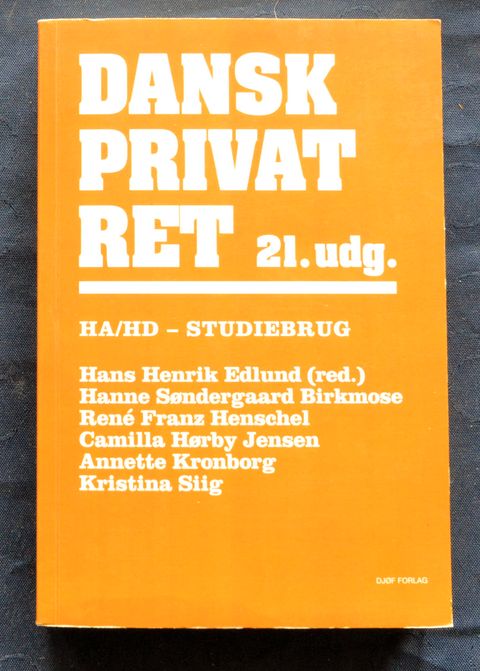 DANSK
PRIVAT
RET 21. udg.
HA/HD – STUDIEBRUG
Hans Henrik Edlund (red.)
Hanne Søndergaard Birkmose
René Franz Henschel
Camilla Hørby Jensen
Annette Kronborg
Kristina Siig
DJØF FORLAG